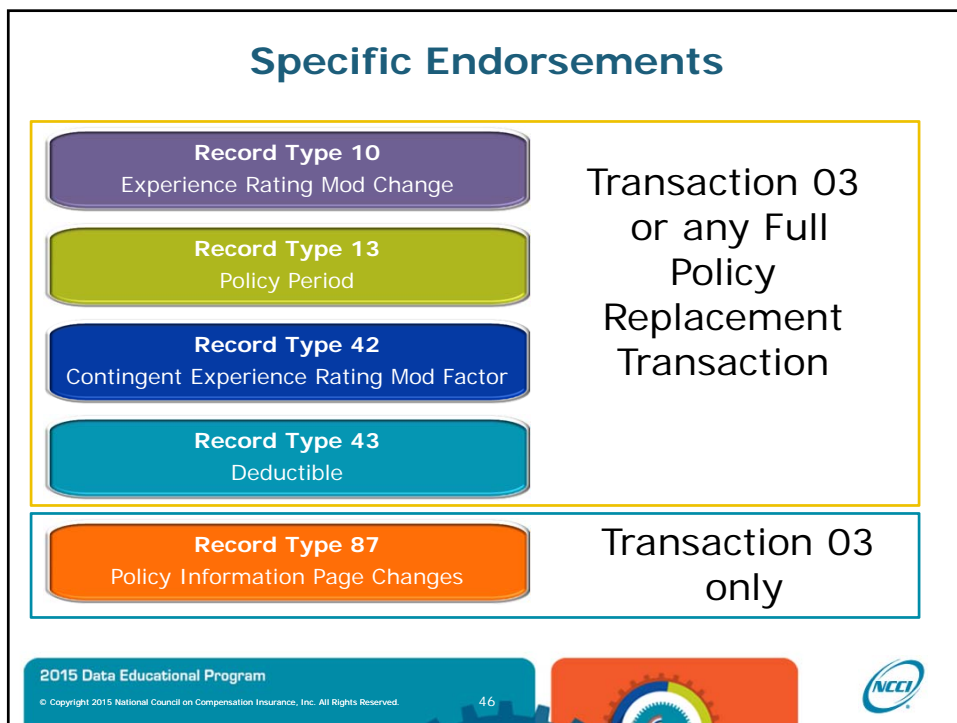 Specific Endorsements
Record Type 10
Experience Rating Mod Change
Record Type 13
Policy Period
Record Type 42
Contingent Experience Rating Mod Factor
Record Type 43
Deductible
Transaction 03
or any Full
Policy
Replacement
Transaction
Record Type 87
Policy Information Page Changes
Transaction 03
only
2015 Data Educational Program
© Copyright 2015 National Council on Compensation Insurance, Inc. All Rights Reserved.
46
NCCI